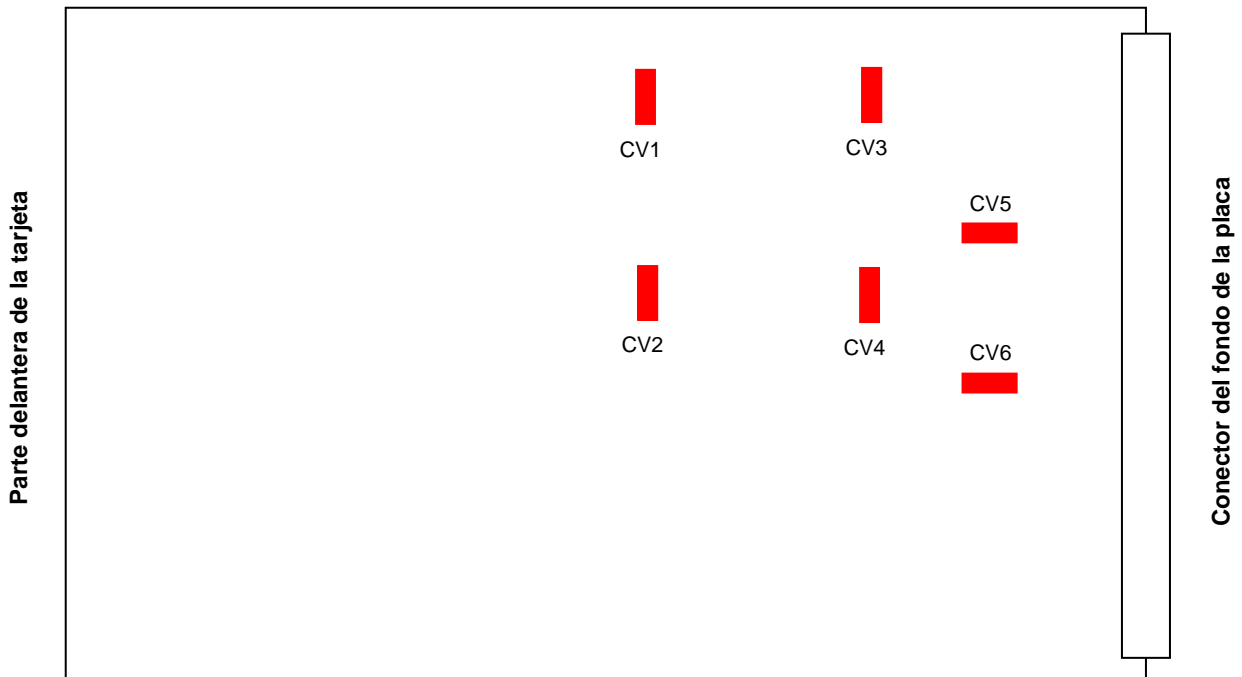 Parte delantera de la tarjeta
CV1
CV3
CV5
CV2
CV4
CV6
Conector del fondo de la placa